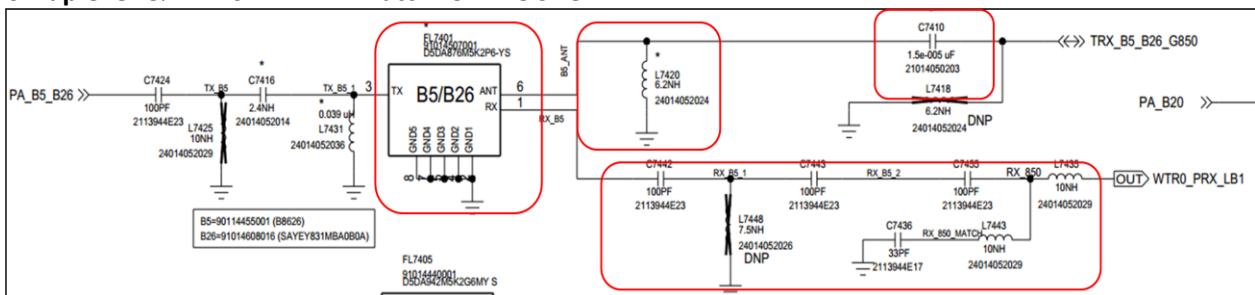 FL7401
91014507001
D5DA876M5K2P6-YS
B5/B26
TX
ANT
RX
3
6
1
GND5
GND4
GND3
GND2
GND1
8
PA_B5_B26
C7424
100PF
2113944E23
TX_B5
L7425
10NH
24014052029
*
C7416
2.4NH
24014052014
TX_B5_1
*
0.039 uH
L7431
24014052036
B5=90114455001 (B8626)
B26=91014608016 (SAYEY831MBA0B0A)
B5_ANT
RX_B5
*
L7420
6.2NH
24014052024
C7410
1.5e-005 uF
21014050203
TRX_B5_B26_G850
L7418
6.2NH
24014052024
DNP
PA_B20
C7442
100PF
2113944E23
RX_B5_1
L7448
7.5NH
24014052026
DNP
C7443
100PF
2113944E23
RX_B5_2
C7453
100PF
2113944E23
RX_850
L7435
10NH
24014052029
OUT
WTR0_PRX_LB1
C7436
33PF
2113944E17
RX_850_MATCH
L7443
10NH
24014052029
FL7405
91014440001
D5DA942M5K2G6MY S